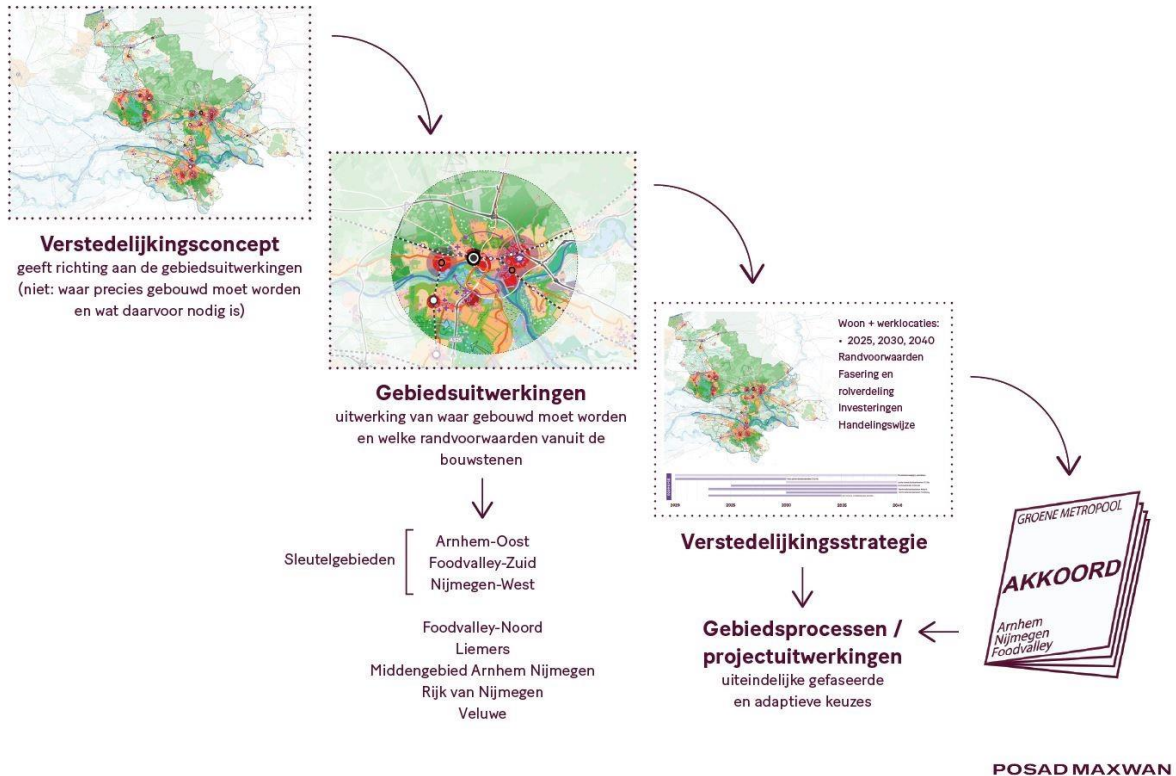 Verstedelijkingsconcept
geeft richting aan de gebiedsuitwerkingen
(niet: waar precies gebouwd moet worden
en wat daarvoor nodig is)
Gebiedsuitwerkingen
uitwerking van waar gebouwd moet worden
en welke randvoorwaarden vanuit de
bouwstenen
Sleutelgebieden
Arnhem-Oost
Foodvalley-Zuid
Nijmegen-West
Foodvalley-Noord
Liemers
Middengebied Arnhem Nijmegen
Rijk van Nijmegen
Veluwe
Woon + werklocaties:
• 2025, 2030, 2040
Randvoorwaarden
Fasering en
rolverdeling
Investeringen
Handelingswijze
Verstedelijkingsstrategie
Gebiedsprocessen /
projectuitwerkingen
uiteindelijke gefaseerde
en adaptieve keuzes
GROENE METROPOOL
AKKOORD
Arnhem
Nijmegen
Foodvalley
POSAD MAXWAN